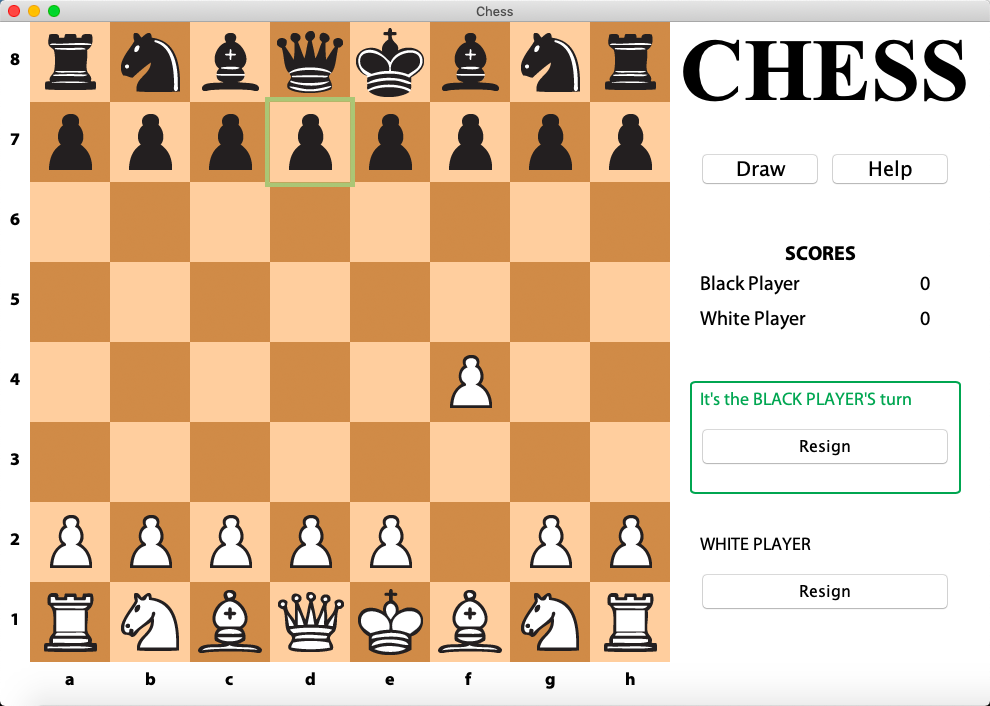 Chess
CHESS
Draw Help
SCORES
Black Player 0
White Player 0
It's the BLACK PLAYER'S turn
Resign
WHITE PLAYER
Resign
8
7
6
5
4
3
2
1
a b c d e f g h